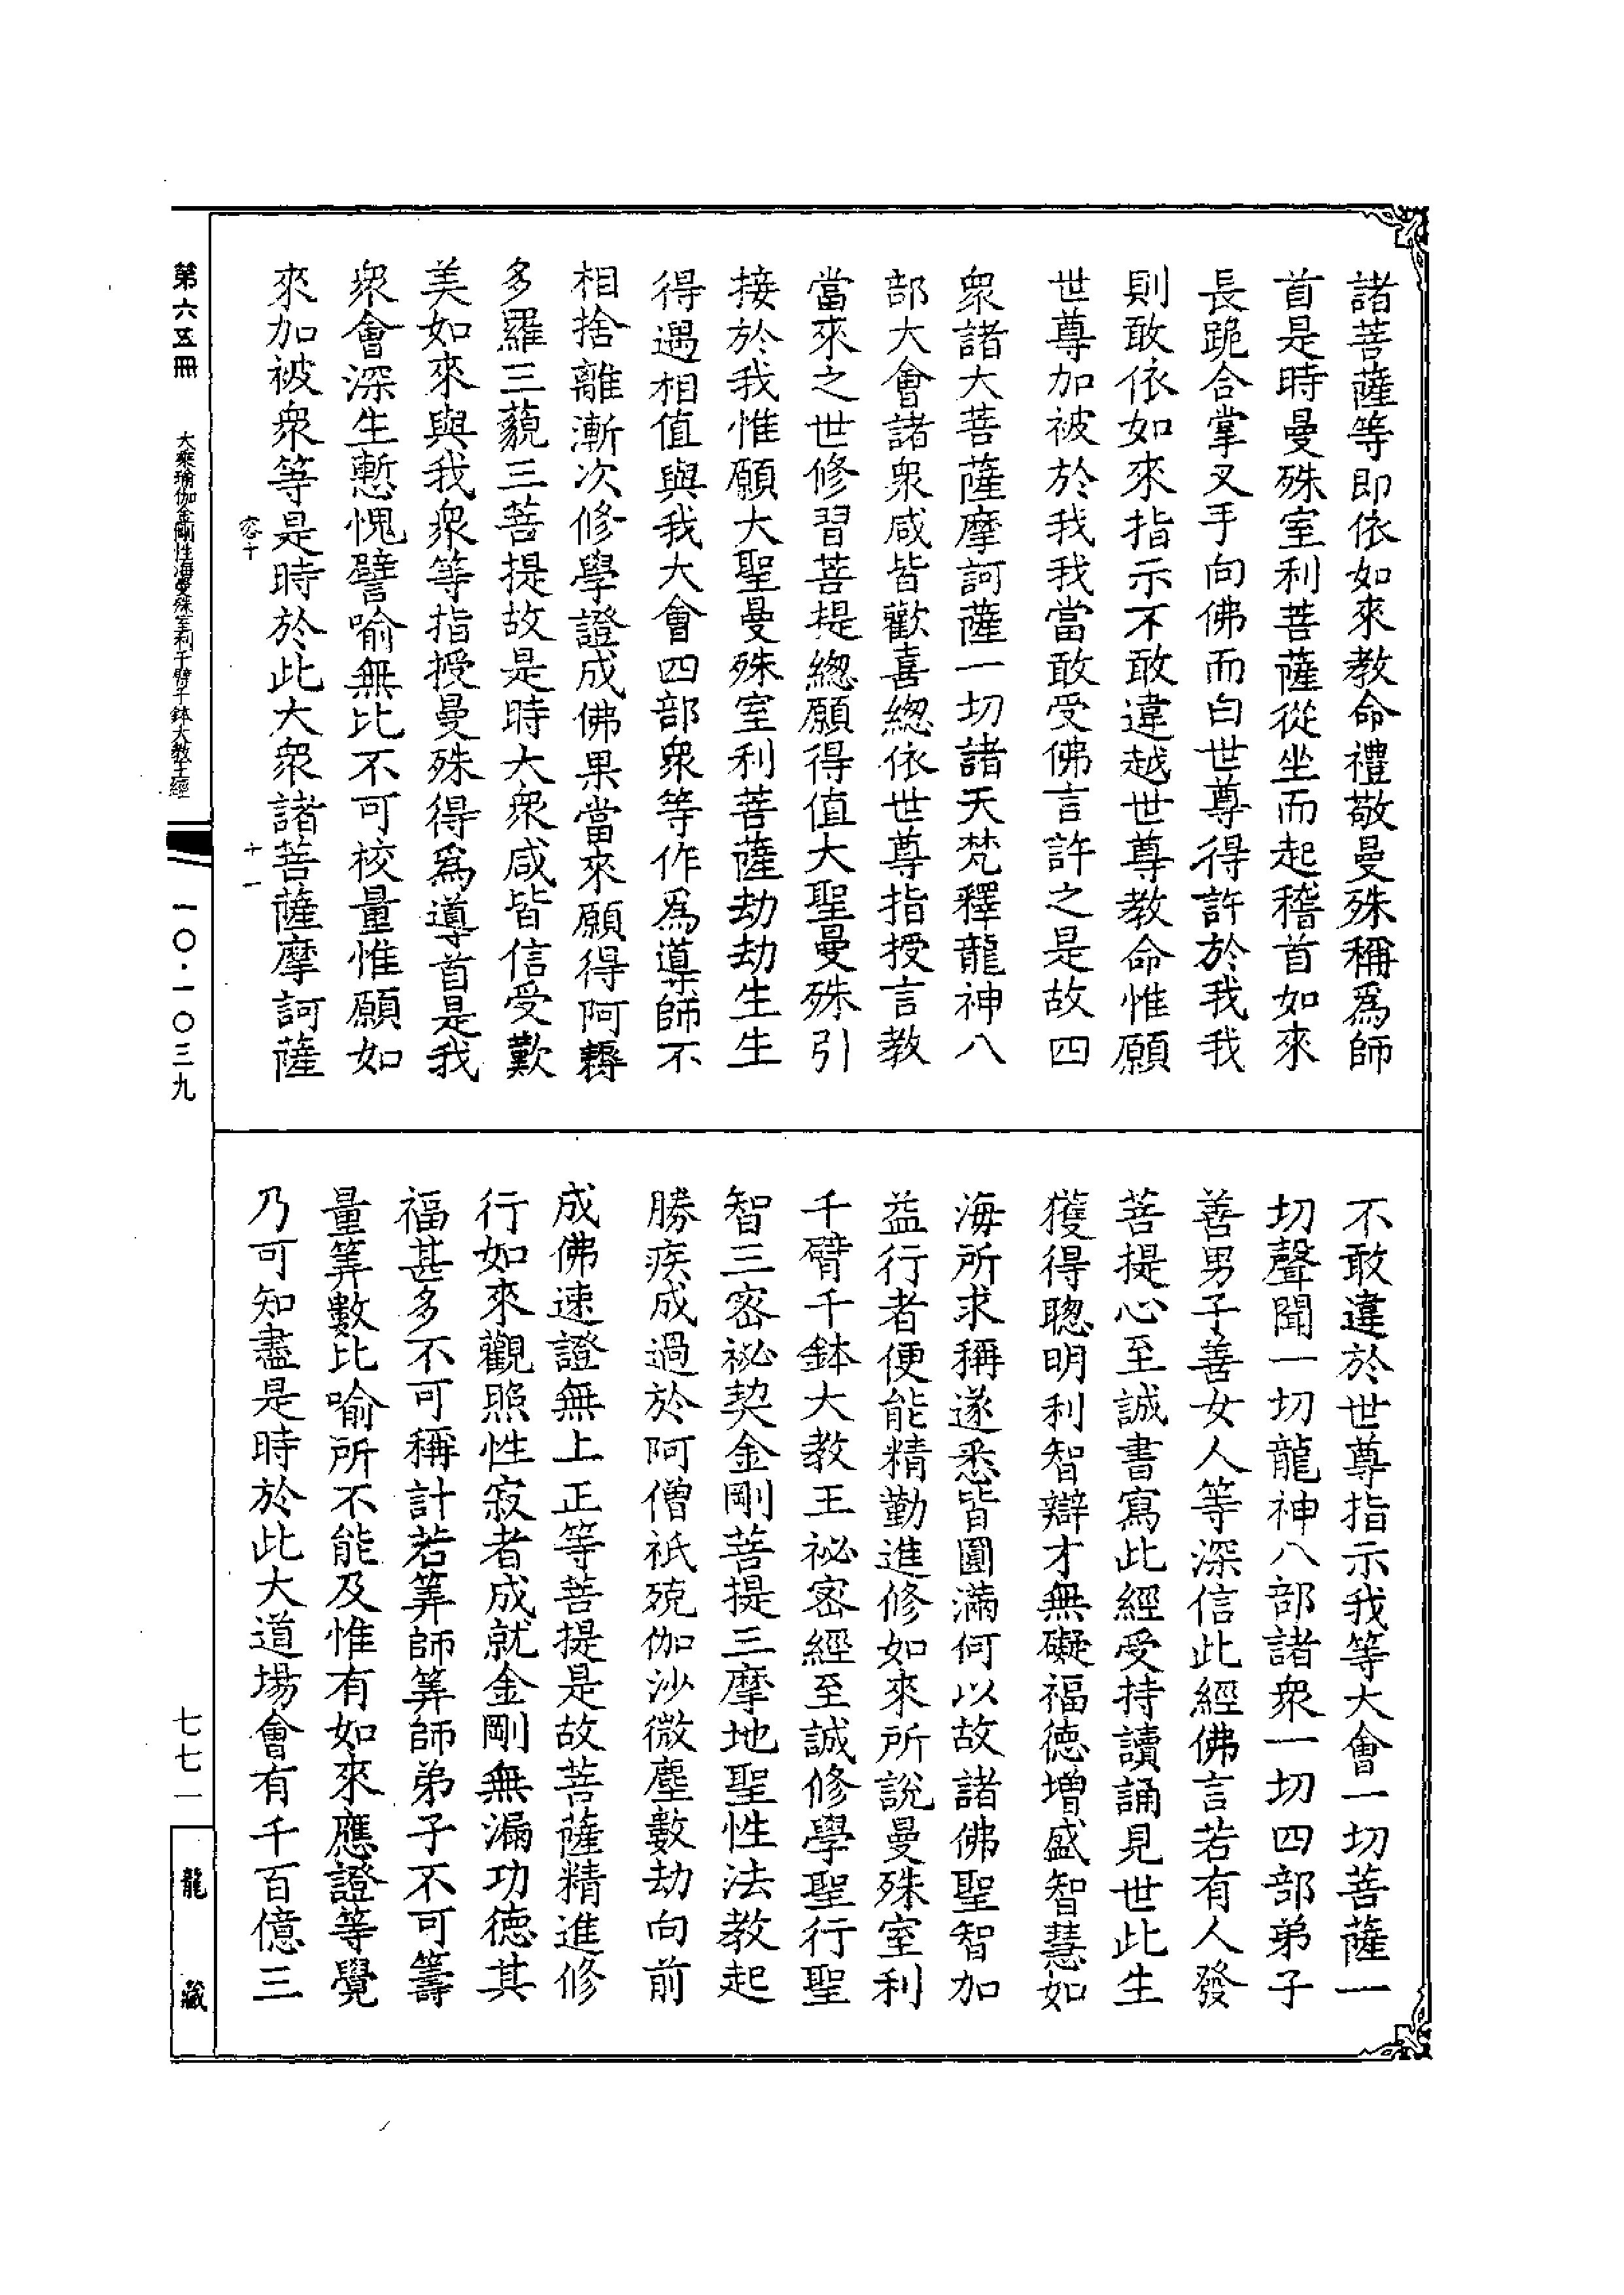 諸菩薩等即依如來教命禮敬曼殊稱爲師
首是時曼殊室利菩薩從坐而起稽首如來
長跪合掌叉手向佛而白世尊得許於我我
則敢依如來指示不敢違越世尊教命惟願
世尊加被於我我當敢受佛言許之是故四
衆諸大菩薩摩訶薩一切諸天梵釋龍神八
部大會諸衆咸皆歡喜總依世尊指授言教
當來之世修習菩提總願得值大聖曼殊引
接於我惟願大聖曼殊室利菩薩劫劫生生
得遇相值與我大會四部衆等作爲導師不
相捨離漸次修學證成佛果當來願得阿耨
多羅三藐三菩提故是時大衆咸皆信受歎
美如來與我衆等指授曼殊得爲導首是我
衆會深生慙愧譬喻無比不可校量惟願如
來加被衆等是時於此大衆諸菩薩摩訶薩
不敢違於世尊指示我等大會一切菩薩一
切聲聞一切龍神八部諸衆一切四部弟子
善男子善女人等深信此經佛言若有人發
菩提心至誠書寫此經受持讀誦見世此生
獲得聰明利智辯才無礙福德增盛智慧如
海所求稱遂悉皆圓滿何以故諸佛聖智加
益行者便能精勤進修如來所說曼殊室利
千臂千鉢大教王祕密經至誠修學聖行聖
智三密祕契金剛菩提三摩地聖性法教起
勝疾成過於阿僧祇殑伽沙微塵數劫向前
成佛速證無上正等菩提是故菩薩精進修
行如來觀照性寂者成就金剛無漏功德其
福甚多不可稱計若筭師筭師弟子不可籌
量筭數比喻所不能及惟有如來應證等覺
乃可知盡是時於此大道場會有千百億三
容十
十一
第六五冊
大乘瑜伽金剛性海曼殊室利千臂千鉢大教王經
一〇·一〇三九
七七一
龍藏